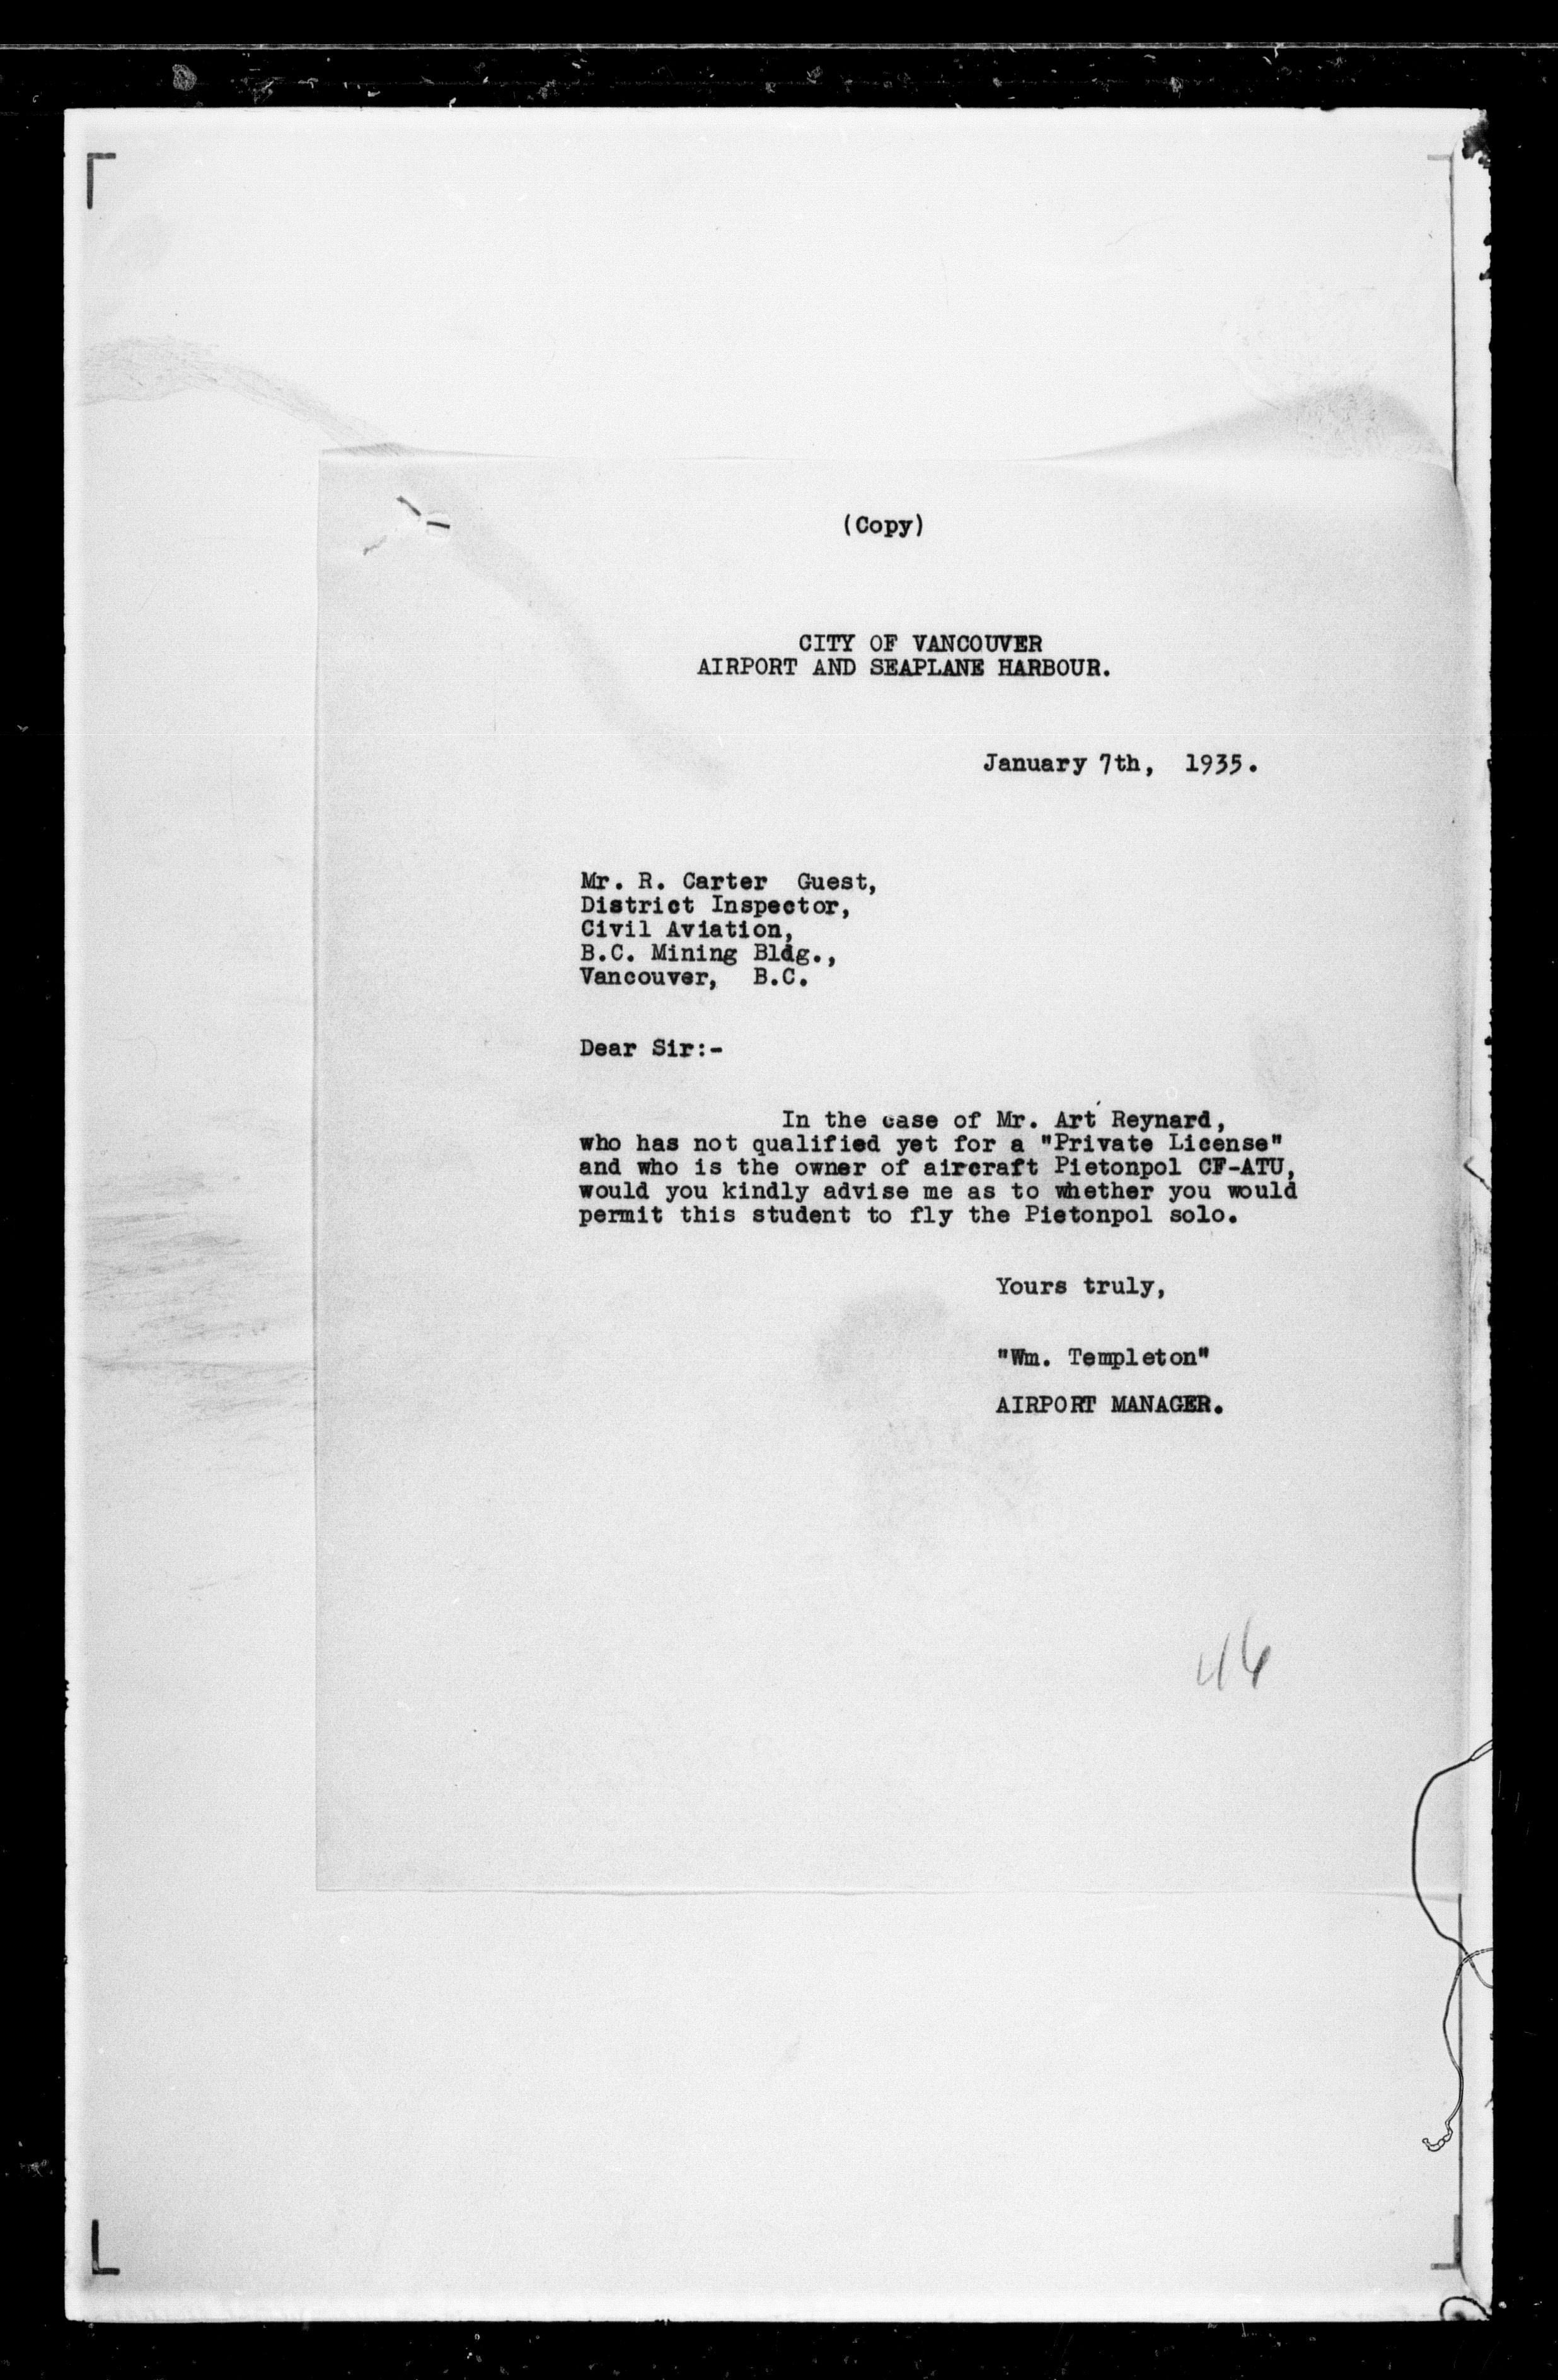 (Copy)
CITY OF VANCOUVER
AIRPORT AND SEAPLANE HARBOUR.
January 7th, 1935.
Mr. R. Carter Guest,
District Inspector,
Civil Aviation,
B.C. Mining Bldg.,
Vancouver, B.C.
Dear Sir:-
In the case of Mr. Art Reynard,
who has not qualified yet for a "Private License"
and who is the owner of aircraft Pietonpol CF-ATU,
would you kindly advise me as to whether you would
permit this student to fly the Pietonpol solo.
Yours truly,
"Wm. Templeton"
AIRPORT MANAGER.
46